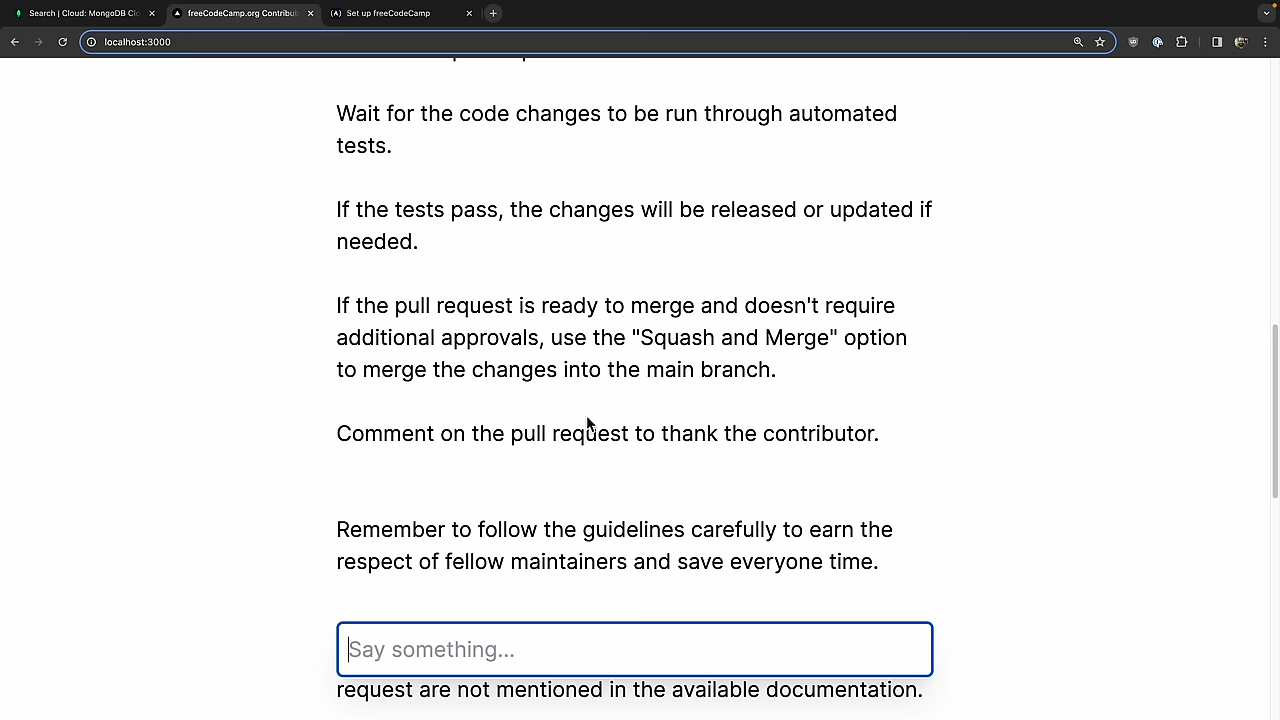 Search | Cloud: MongoDB Clo
freeCodeCamp.org Contribut
Set up freeCodeCamp
localhost:3000
Wait for the code changes to be run through automated
tests.
If the tests pass, the changes will be released or updated if
needed.
If the pull request is ready to merge and doesn't require
additional approvals, use the "Squash and Merge" option
to merge the changes into the main branch.
Comment on the pull request to thank the contributor.
Remember to follow the guidelines carefully to earn the
respect of fellow maintainers and save everyone time.
Say something...
request are not mentioned in the available documentation.